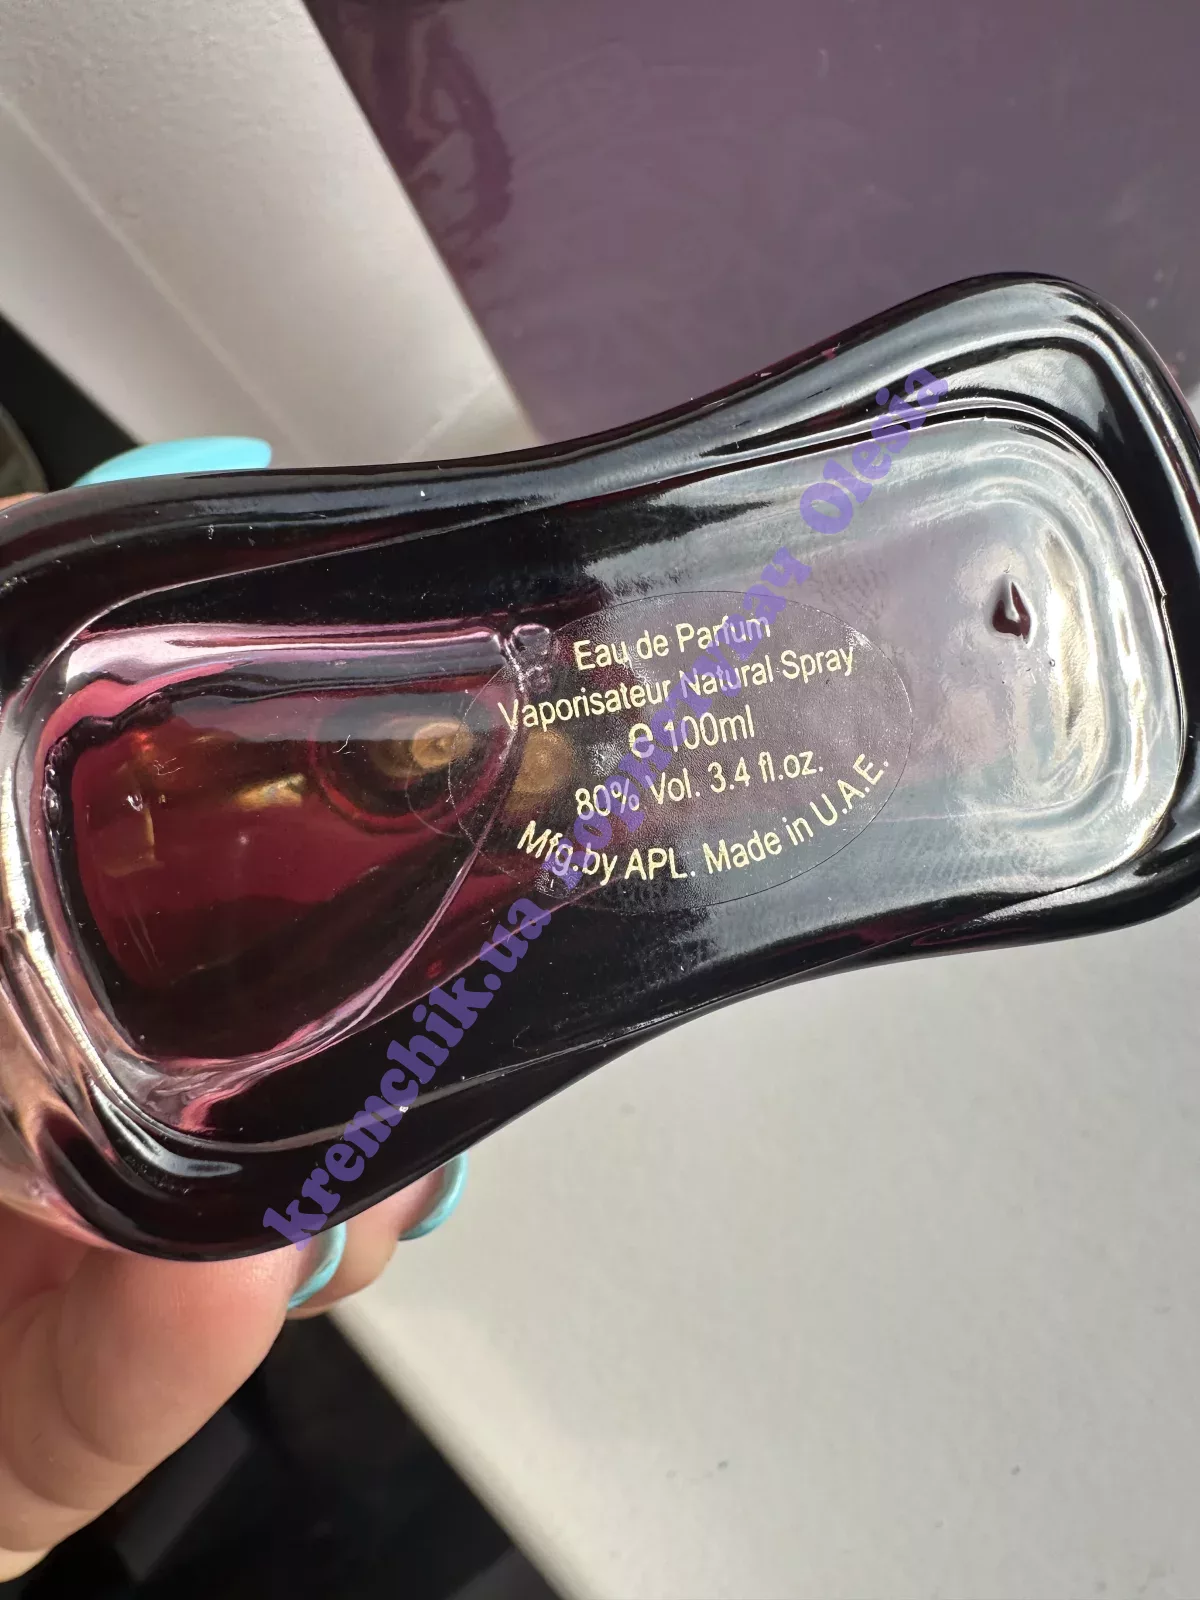 Eau de Parfum
Vaporisateur Natural Spray
e 100ml
80% Vol. 3.4 fl.oz.
Mfg.by APL. Made in U.A.E.
kremchik.ua Горшкошвач Olesia